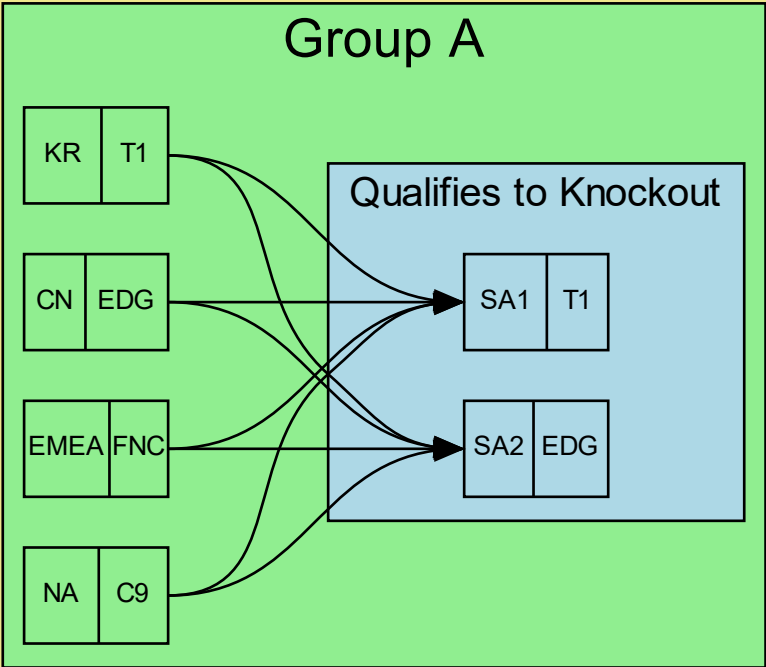 Group A
KR T1
Qualifies to Knockout
CN EDG
SA1 T1
EMEA FNC
SA2 EDG
NA C9